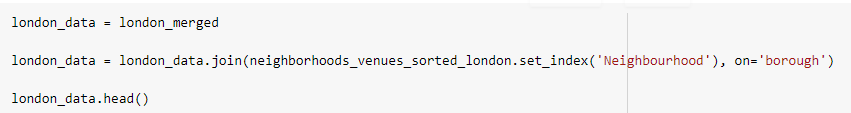 london_data = london_merged
london_data = london_data.join(neighborhoods_venues_sorted_london.set_index('Neighbourhood'), on='borough')
london_data.head()